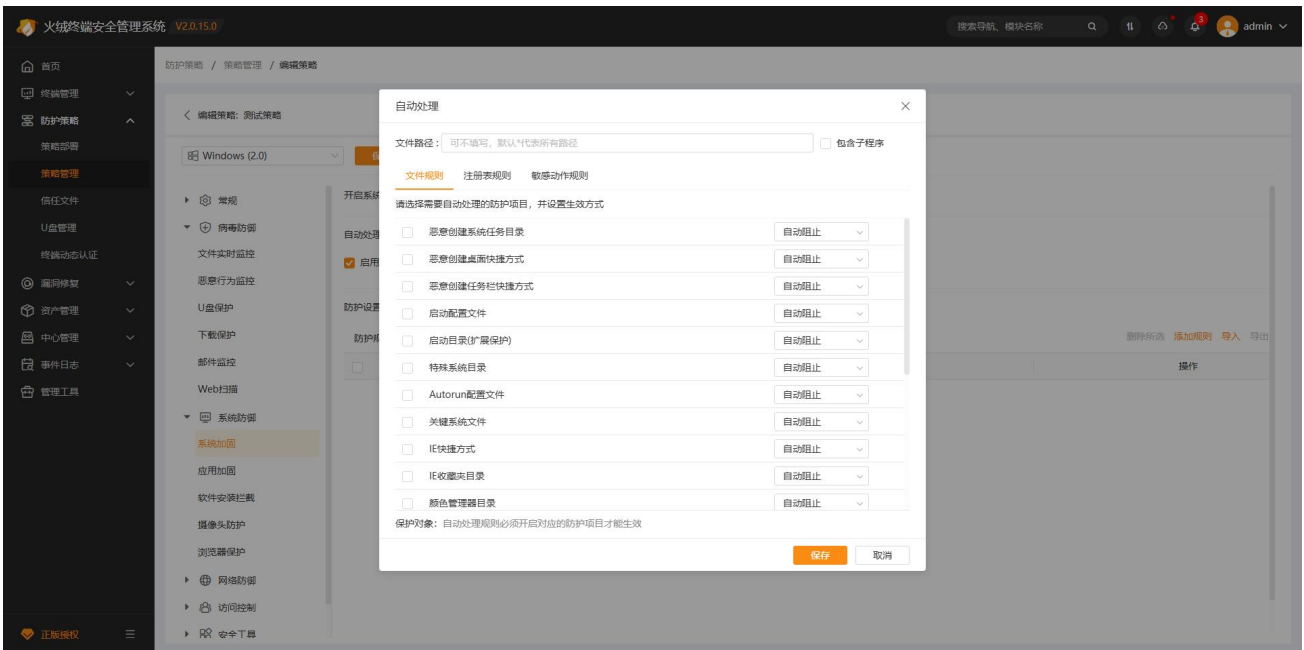 火绒终端安全管理系统 V2.0.15.0
搜索导航、模块名称
3
admin
首页
终端管理
防护策略
策略部署
策略管理
信任文件
U盘管理
终端动态认证
漏洞修复
资产管理
中心管理
事件日志
管理工具
正版授权
防护策略 / 策略管理 / 编辑策略
编辑策略: 测试策略
Windows (2.0)
常规
病毒防御
文件实时监控
恶意行为监控
U盘保护
下载保护
邮件监控
Web扫描
系统防御
系统加固
应用加固
软件安装拦截
摄像头防护
浏览器保护
网络防御
访问控制
安全工具
开启系统
自动处理
启用
防护设置
删除所选 添加规则 导入 导出
操作
自动处理
文件路径: 可不填写, 默认*代表所有路径
包含子程序
文件规则 注册表规则 敏感动作规则
请选择需要自动处理的防护项目, 并设置生效方式
恶意创建系统任务目录 自动阻止
恶意创建桌面快捷方式 自动阻止
恶意创建任务栏快捷方式 自动阻止
启动配置文件 自动阻止
启动目录(扩展保护) 自动阻止
特殊系统目录 自动阻止
Autorun配置文件 自动阻止
关键系统文件 自动阻止
IE快捷方式 自动阻止
IE收藏夹目录 自动阻止
颜色管理器目录 自动阻止
保护对象: 自动处理规则必须开启对应的防护项目才能生效
保存 取消